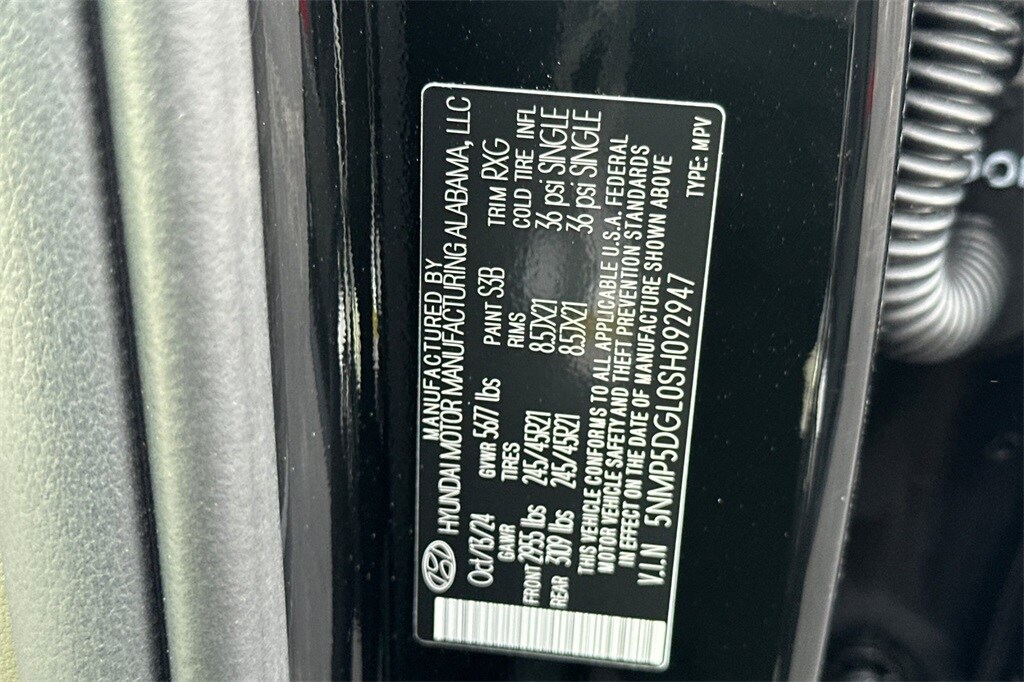 MANUFACTURED BY
HYUNDAI MOTOR MANUFACTURING ALABAMA, LLC
Oct/13/24 GVWR 5677 lbs PAINT S3B TRIM RXG
GAWR TIRES RIMS COLD TIRE INFL
FRONT 2955 lbs 245/45R21 8.5JX21 36 psi SINGLE
REAR 3109 lbs 245/45R21 8.5JX21 36 psi SINGLE
THIS VEHICLE CONFORMS TO ALL APPLICABLE U.S.A. FEDERAL
MOTOR VEHICLE SAFETY AND THEFT PREVENTION STANDARDS
IN EFFECT ON THE DATE OF MANUFACTURE SHOWN ABOVE
V.I.N 5NMP5DGL0SH092947
TYPE: MPV